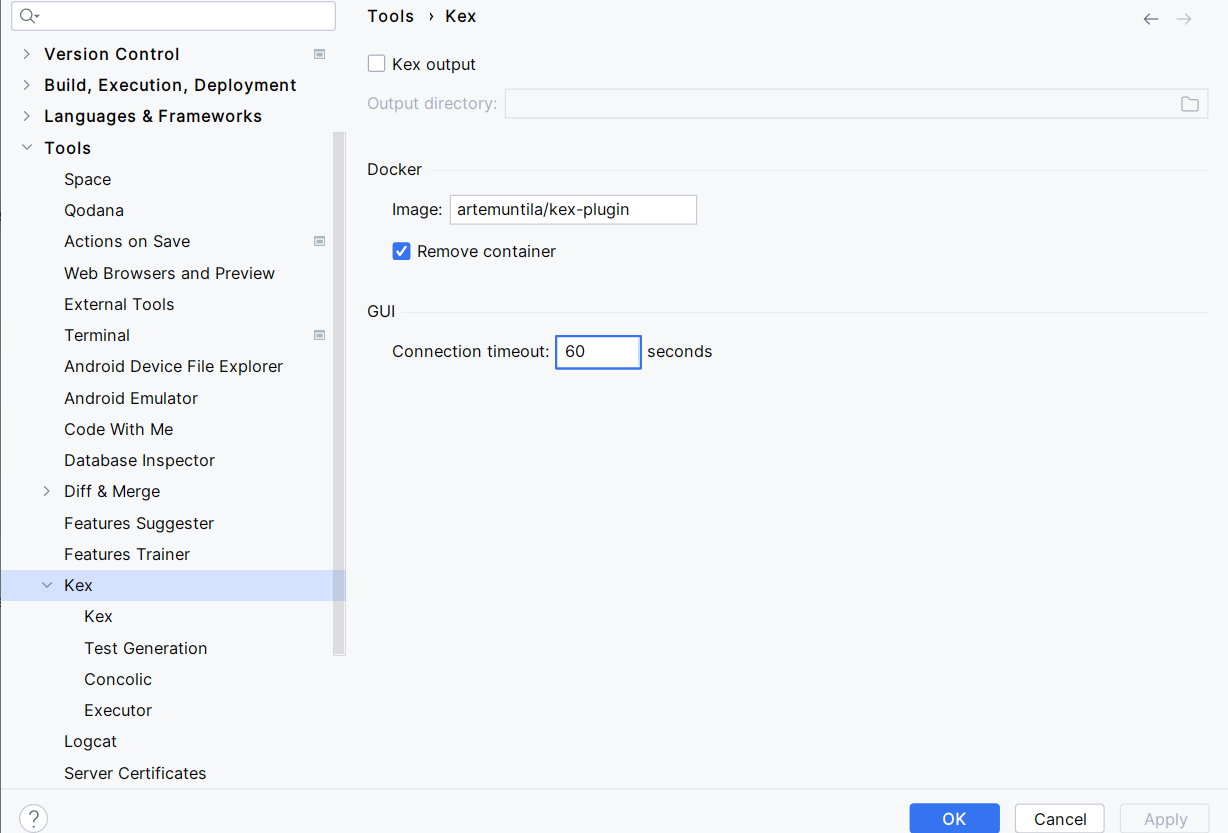 Version Control
Build, Execution, Deployment
Languages & Frameworks
Tools
Space
Qodana
Actions on Save
Web Browsers and Preview
External Tools
Terminal
Android Device File Explorer
Android Emulator
Code With Me
Database Inspector
Diff & Merge
Features Suggester
Features Trainer
Kex
Kex
Test Generation
Concolic
Executor
Logcat
Server Certificates
?
Tools › Kex
Kex output
Output directory:
Docker
Image: artemuntila/kex-plugin
Remove container
GUI
Connection timeout: 60 seconds
OK Cancel Apply